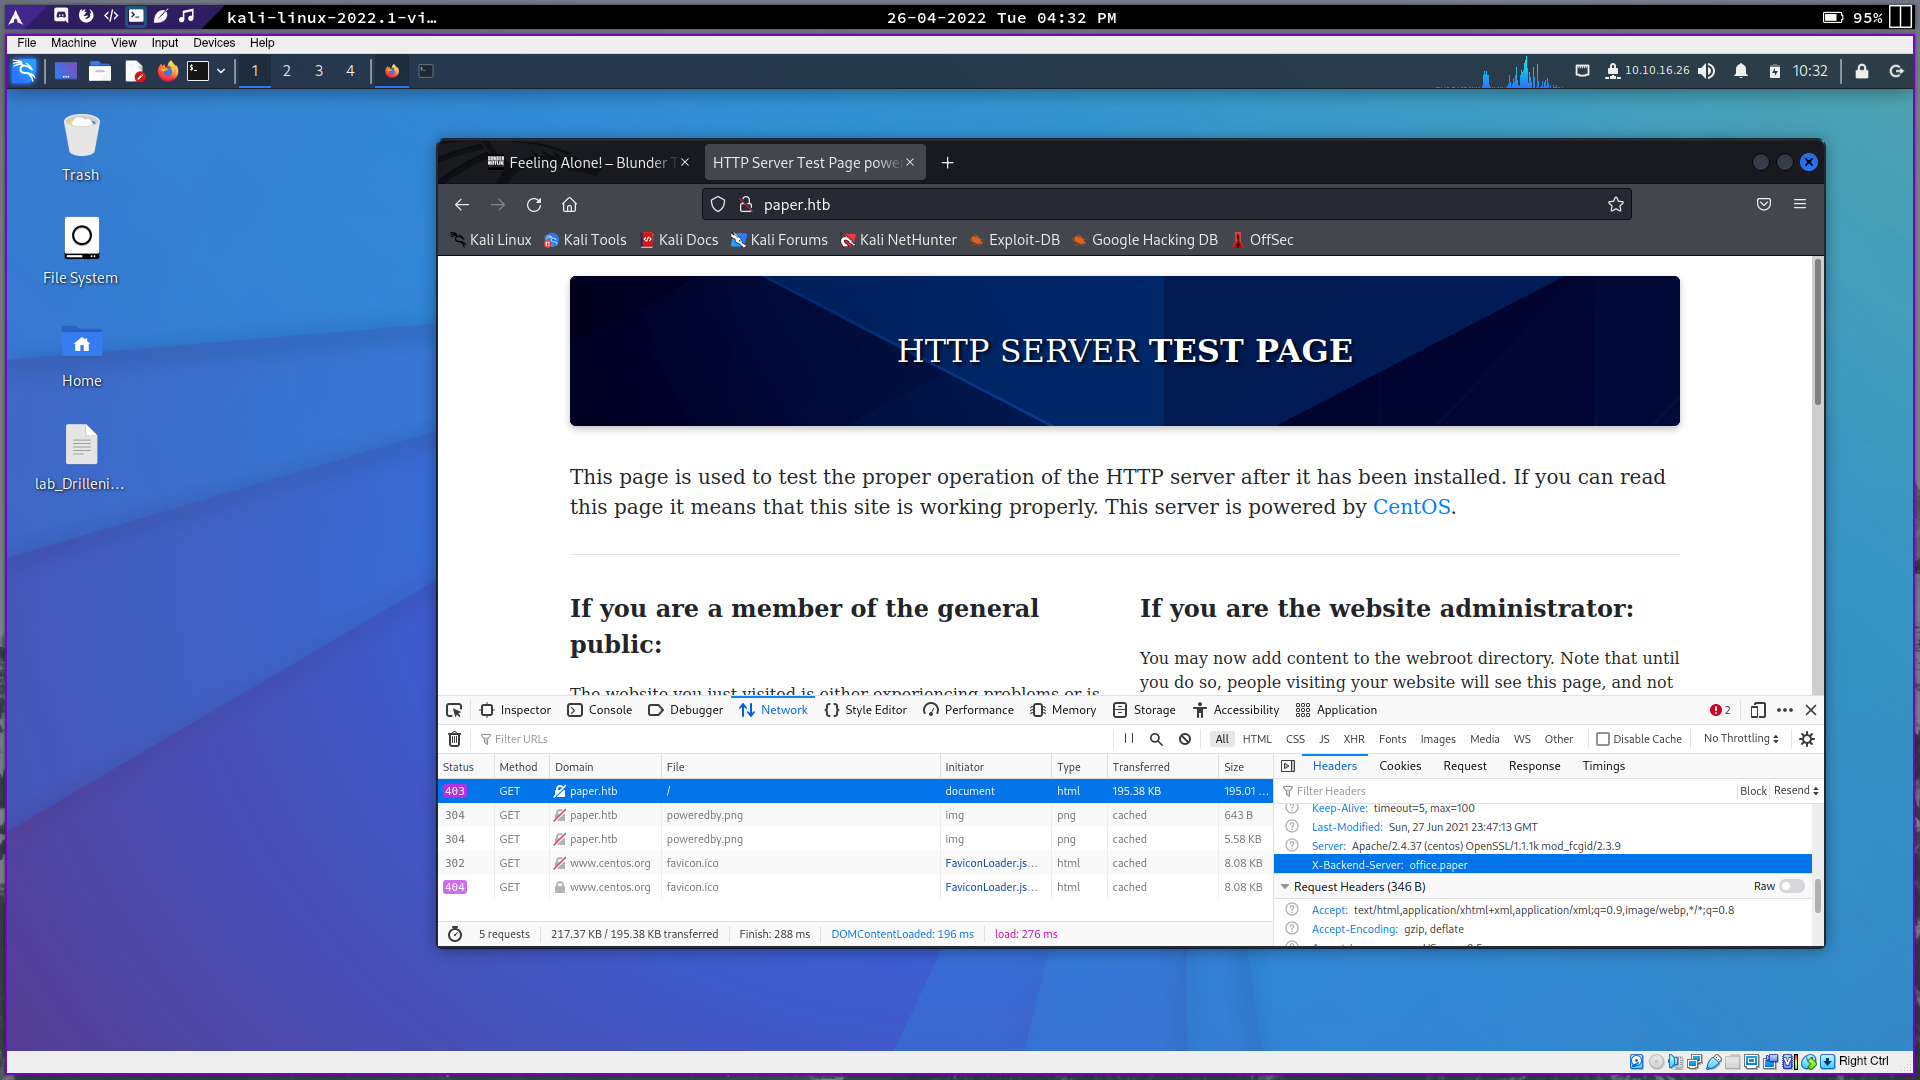 kali-linux-2022.1-vi…
26-04-2022 Tue 04:32 PM
95%
File Machine View Input Devices Help
1 2 3 4
10.10.16.26
10:32
Trash
File System
Home
lab_Drilleni…
Feeling Alone! – Blunder T
HTTP Server Test Page powe
paper.htb
Kali Linux Kali Tools Kali Docs Kali Forums Kali NetHunter Exploit-DB Google Hacking DB OffSec
HTTP SERVER TEST PAGE
This page is used to test the proper operation of the HTTP server after it has been installed. If you can read
this page it means that this site is working properly. This server is powered by CentOS.
If you are a member of the general
public:
The website you just visited is either experiencing problems or is
If you are the website administrator:
You may now add content to the webroot directory. Note that until
you do so, people visiting your website will see this page, and not
Inspector Console Debugger Network Style Editor Performance Memory Storage Accessibility Application 2
Filter URLs All HTML CSS JS XHR Fonts Images Media WS Other Disable Cache No Throttling
Status Method Domain File Initiator Type Transferred Size
403 GET paper.htb / document html 195.38 KB 195.01 …
304 GET paper.htb poweredby.png img png cached 643 B
304 GET paper.htb poweredby.png img png cached 5.58 KB
302 GET www.centos.org favicon.ico FaviconLoader.js… html cached 8.08 KB
404 GET www.centos.org favicon.ico FaviconLoader.js… html cached 8.08 KB
5 requests 217.37 KB / 195.38 KB transferred Finish: 288 ms DOMContentLoaded: 196 ms load: 276 ms
Headers Cookies Request Response Timings
Filter Headers Block Resend
Keep-Alive: timeout=5, max=100
Last-Modified: Sun, 27 Jun 2021 23:47:13 GMT
Server: Apache/2.4.37 (centos) OpenSSL/1.1.1k mod_fcgid/2.3.9
X-Backend-Server: office.paper
Request Headers (346 B) Raw
Accept: text/html,application/xhtml+xml,application/xml;q=0.9,image/webp,*/*;q=0.8
Accept-Encoding: gzip, deflate
Right Ctrl